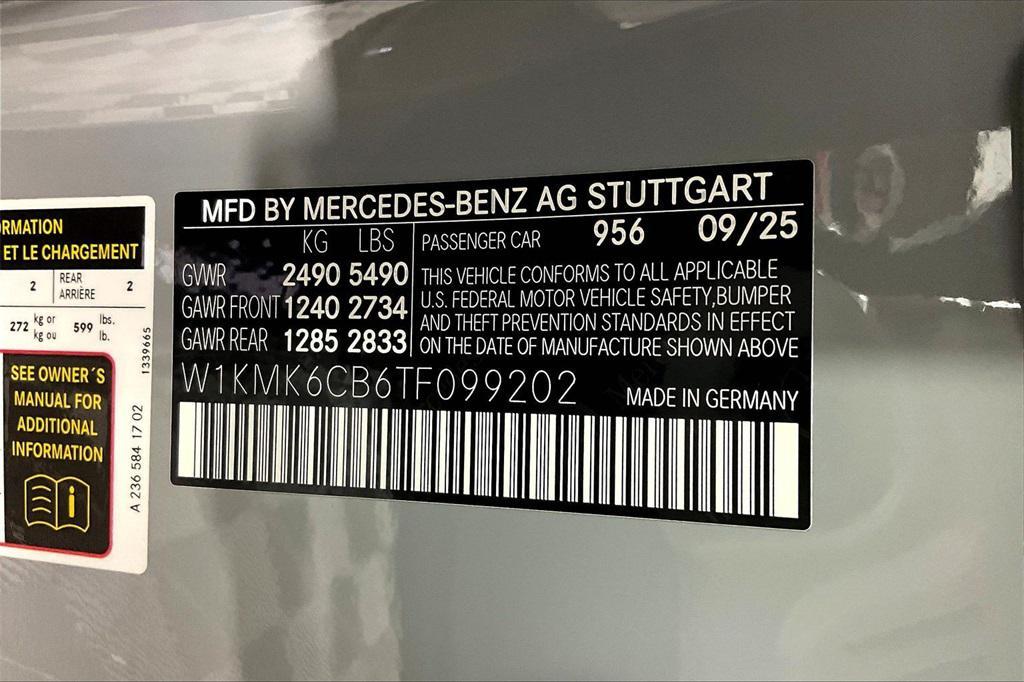 MFD BY MERCEDES-BENZ AG STUTTGART
KG LBS
GVWR 2490 5490
GAWR FRONT 1240 2734
GAWR REAR 1285 2833
PASSENGER CAR 956 09/25
THIS VEHICLE CONFORMS TO ALL APPLICABLE
U.S. FEDERAL MOTOR VEHICLE SAFETY,BUMPER
AND THEFT PREVENTION STANDARDS IN EFFECT
ON THE DATE OF MANUFACTURE SHOWN ABOVE
W1KMK6CB6TF099202
MADE IN GERMANY
ET LE CHARGEMENT
2 REAR 2
ARRIÈRE
272 kg or 599 lbs.
kg ou lb.
SEE OWNER´S
MANUAL FOR
ADDITIONAL
INFORMATION
1339665
A 236 584 17 02